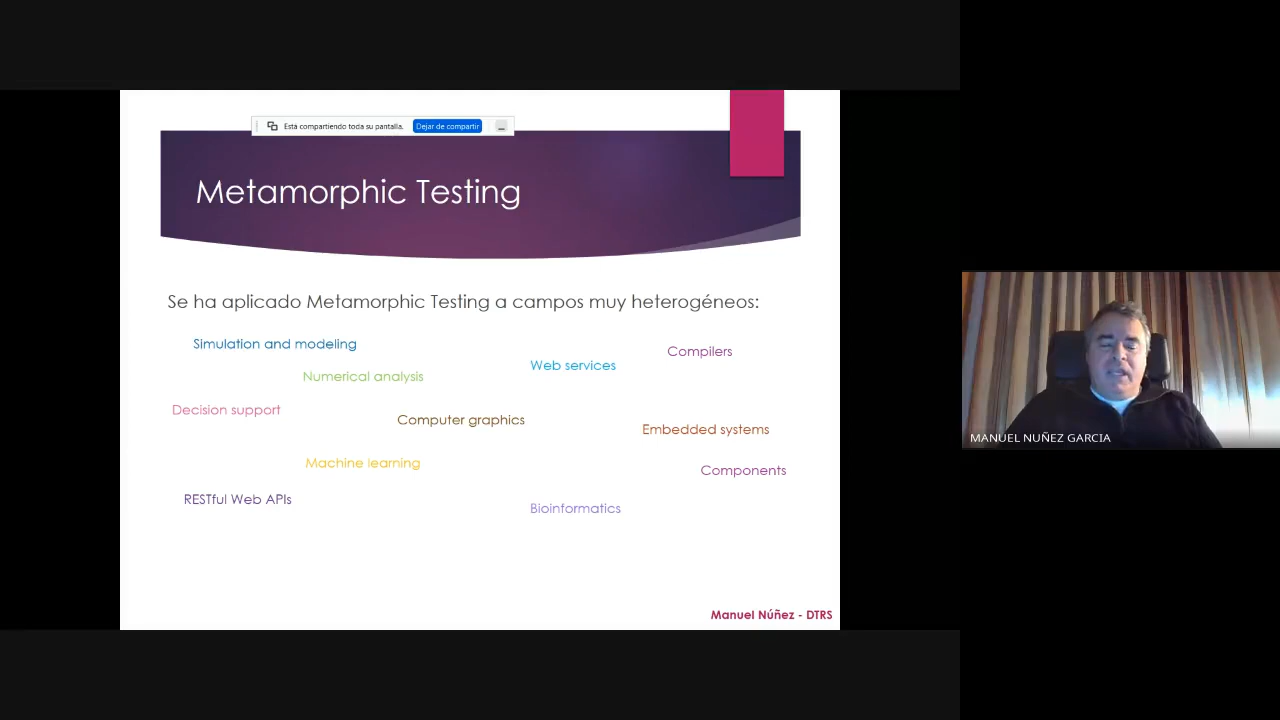 Está compartiendo toda su pantalla. Dejar de compartir
Metamorphic Testing
Se ha aplicado Metamorphic Testing a campos muy heterogéneos:
Simulation and modeling
Compilers
Web services
Numerical analysis
Decision support
Computer graphics
Embedded systems
Machine learning
Components
RESTful Web APIs
Bioinformatics
MANUEL NUÑEZ GARCIA
Manuel Núñez - DTRS